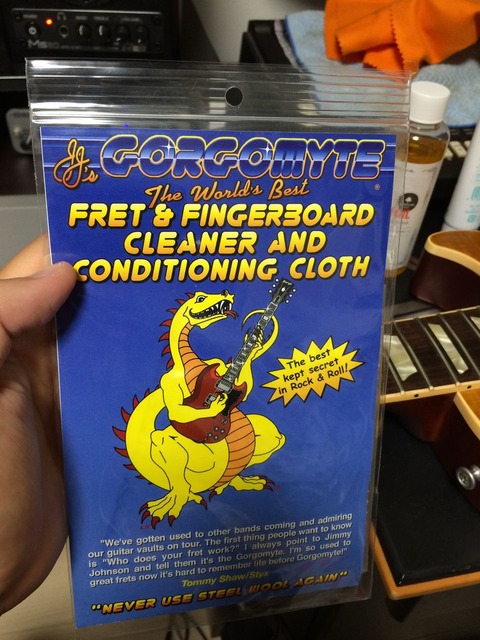 JJ's GORGOMYTE
®
The World's Best
FRET & FINGERBOARD
CLEANER AND
CONDITIONING CLOTH
The best
kept secret
in Rock & Roll!
"We've gotten used to other bands coming and admiring
our guitar vaults on tour. The first thing people want to know
is "Who does your fret work?" I always point to Jimmy
Johnson and tell them it's the Gorgomyte. I'm so used to
great frets now it's hard to remember life before Gorgomyte!"
Tommy Shaw/Styx
"NEVER USE STEEL WOOL AGAIN"